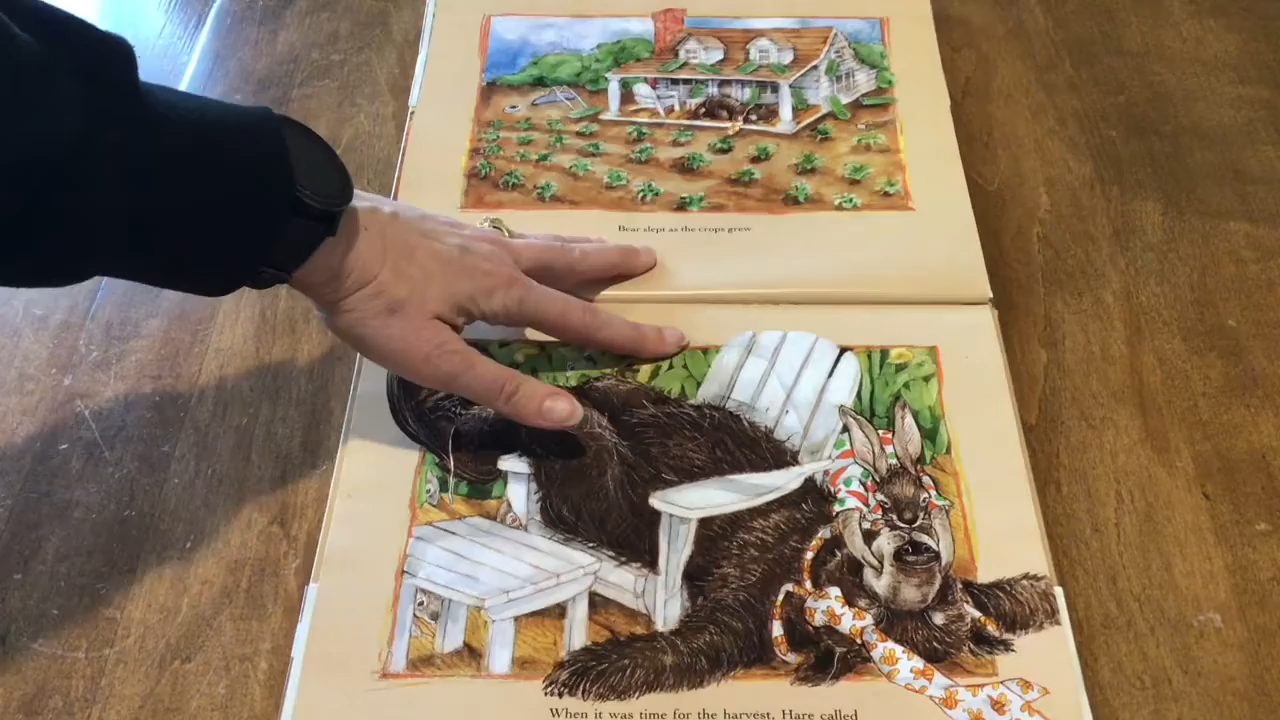 Bear slept as the crops grew
When it was time for the harvest, Hare called